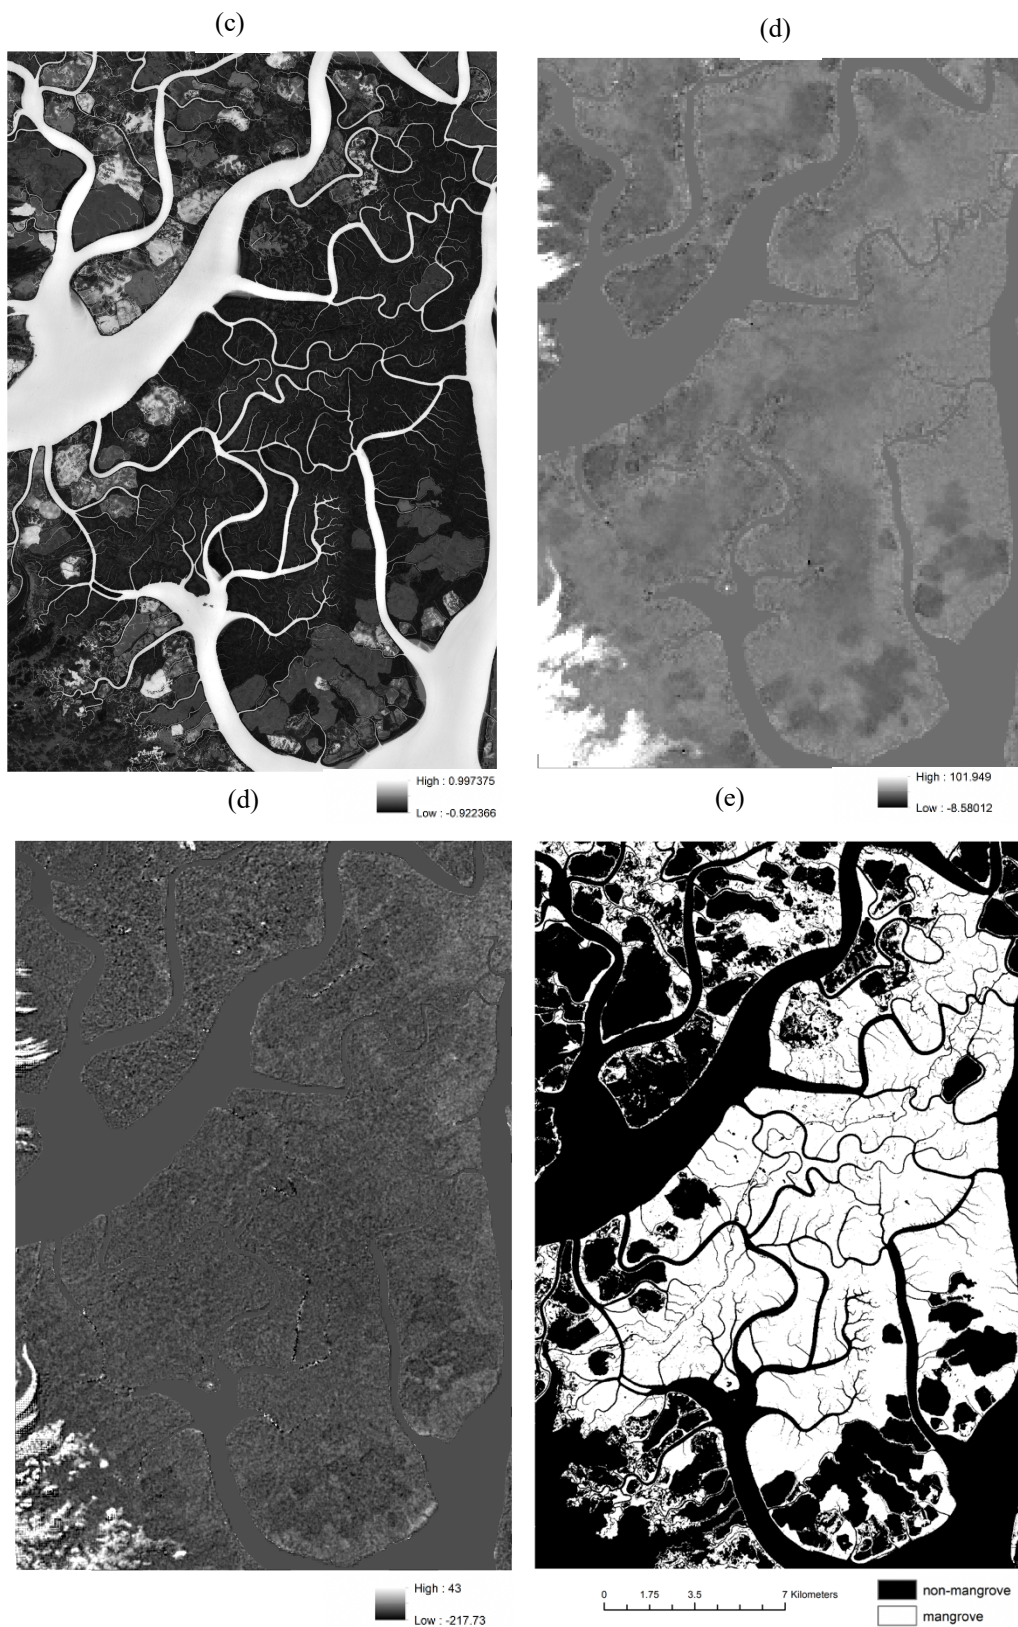 (c)
(d)
High : 0.997375
Low : -0.922366
High : 101.949
Low : -8.58012
(d)
(e)
High : 43
Low : -217.73
0 1.75 3.5 7 Kilometers
non-mangrove
mangrove